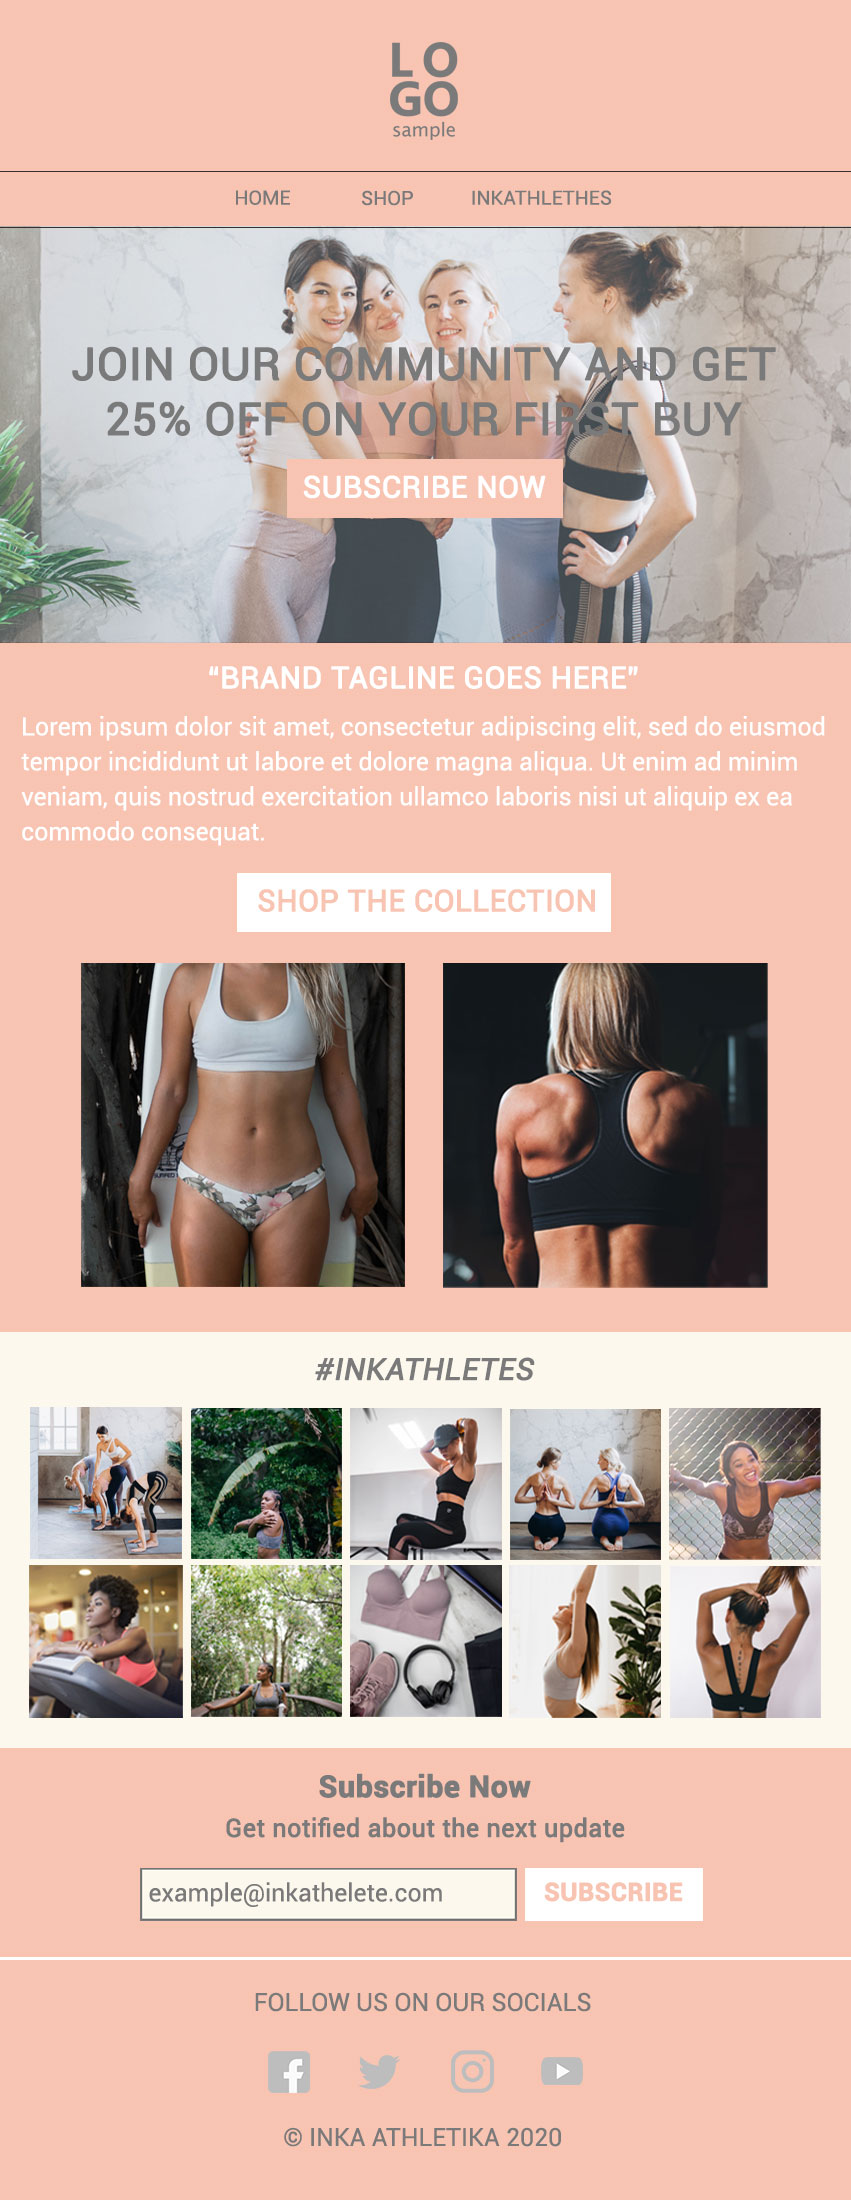 LO
GO
sample
HOME SHOP INKATHLETHES
JOIN OUR COMMUNITY AND GET
25% OFF ON YOUR FIRST BUY
SUBSCRIBE NOW
“BRAND TAGLINE GOES HERE”
Lorem ipsum dolor sit amet, consectetur adipiscing elit, sed do eiusmod
tempor incididunt ut labore et dolore magna aliqua. Ut enim ad minim
veniam, quis nostrud exercitation ullamco laboris nisi ut aliquip ex ea
commodo consequat.
SHOP THE COLLECTION
#INKATHLETES
Subscribe Now
Get notified about the next update
example@inkathelete.com SUBSCRIBE
FOLLOW US ON OUR SOCIALS
© INKA ATHLETIKA 2020